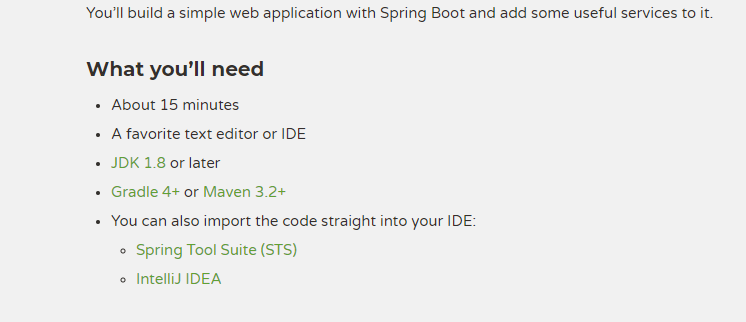 You’ll build a simple web application with Spring Boot and add some useful services to it.
What you’ll need
• About 15 minutes
• A favorite text editor or IDE
• JDK 1.8 or later
• Gradle 4+ or Maven 3.2+
• You can also import the code straight into your IDE:
◦ Spring Tool Suite (STS)
◦ IntelliJ IDEA